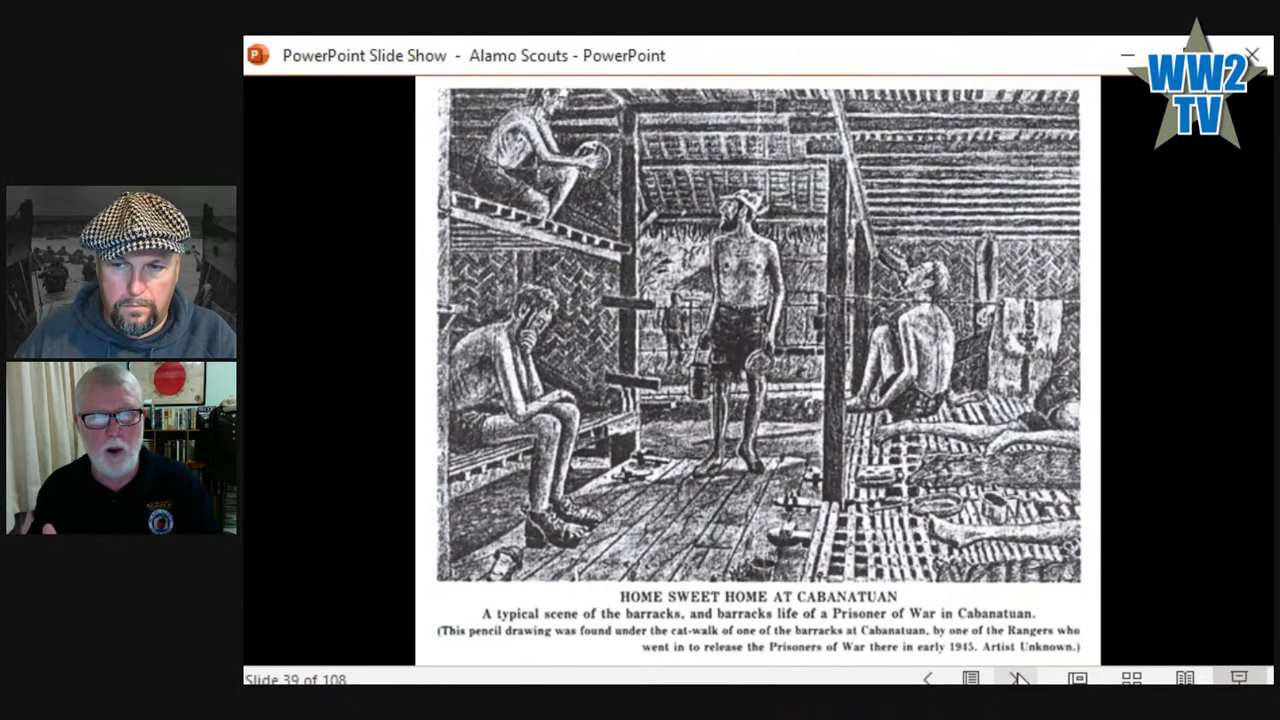 PowerPoint Slide Show - Alamo Scouts - PowerPoint
WW2
TV
HOME SWEET HOME AT CABANATUAN
A typical scene of the barracks, and barracks life of a Prisoner of War in Cabanatuan.
(This pencil drawing was found under the cat-walk of one of the barracks at Cabanatuan, by one of the Rangers who
went in to release the Prisoners of War there in early 1945. Artist Unknown.)
Slide 39 of 108